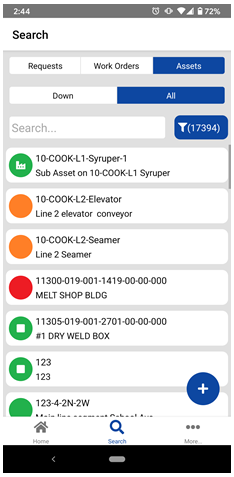 2:44
72%
Search
Requests
Work Orders
Assets
Down
All
Search...
(17394)
10-COOK-L1-Syruper-1
Sub Asset on 10-COOK-L1 Syruper
10-COOK-L2-Elevator
Line 2 elevator conveyor
10-COOK-L2-Seamer
Line 2 Seamer
11300-019-001-1419-00-00-000
MELT SHOP BLDG
11305-019-001-2701-00-00-000
#1 DRY WELD BOX
123
123
123-4-2N-2W
Main line segment School Ave
+
Home
Search
More...